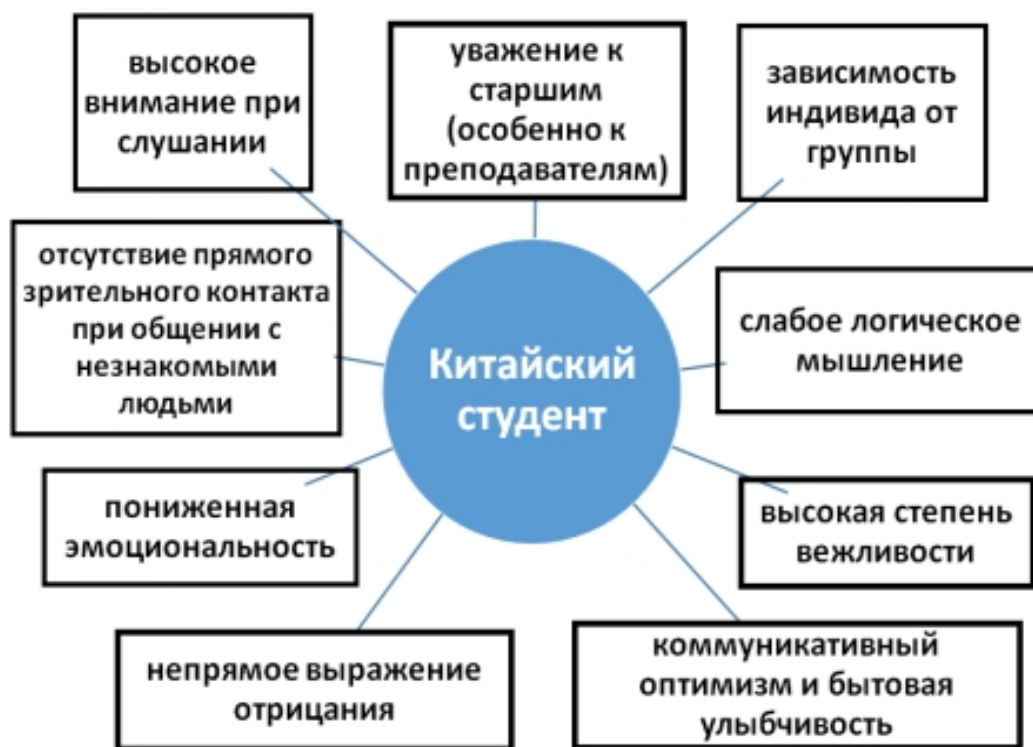 высокое
внимание при
слушании
уважение к
старшим
(особенно к
преподавателям)
зависимость
индивида от
группы
отсутствие прямого
зрительного контакта
при общении с
незнакомыми
людьми
Китайский
студент
слабое логическое
мышление
пониженная
эмоциональность
высокая степень
вежливости
непрямое выражение
отрицания
коммуникативный
оптимизм и бытовая
улыбчивость